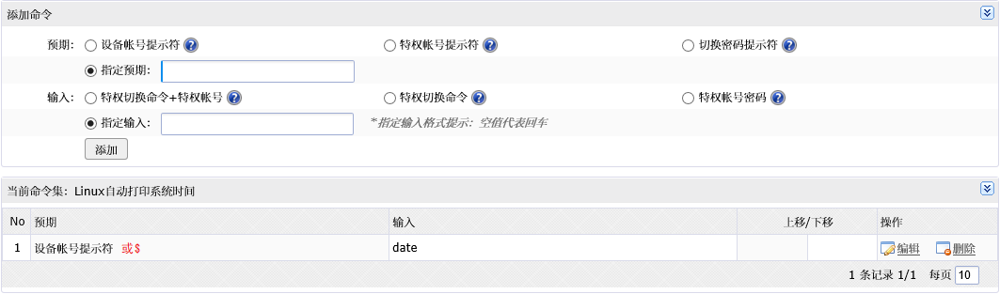 添加命令
预期： 设备帐号提示符 特权帐号提示符 切换密码提示符
指定预期：
输入： 特权切换命令+特权帐号 特权切换命令 特权帐号密码
指定输入： *指定输入格式提示：空值代表回车
添加
当前命令集：Linux自动打印系统时间
No 预期 输入 上移/下移 操作
1 设备帐号提示符 或$ date 编辑 删除
1 条记录 1/1 每页 10